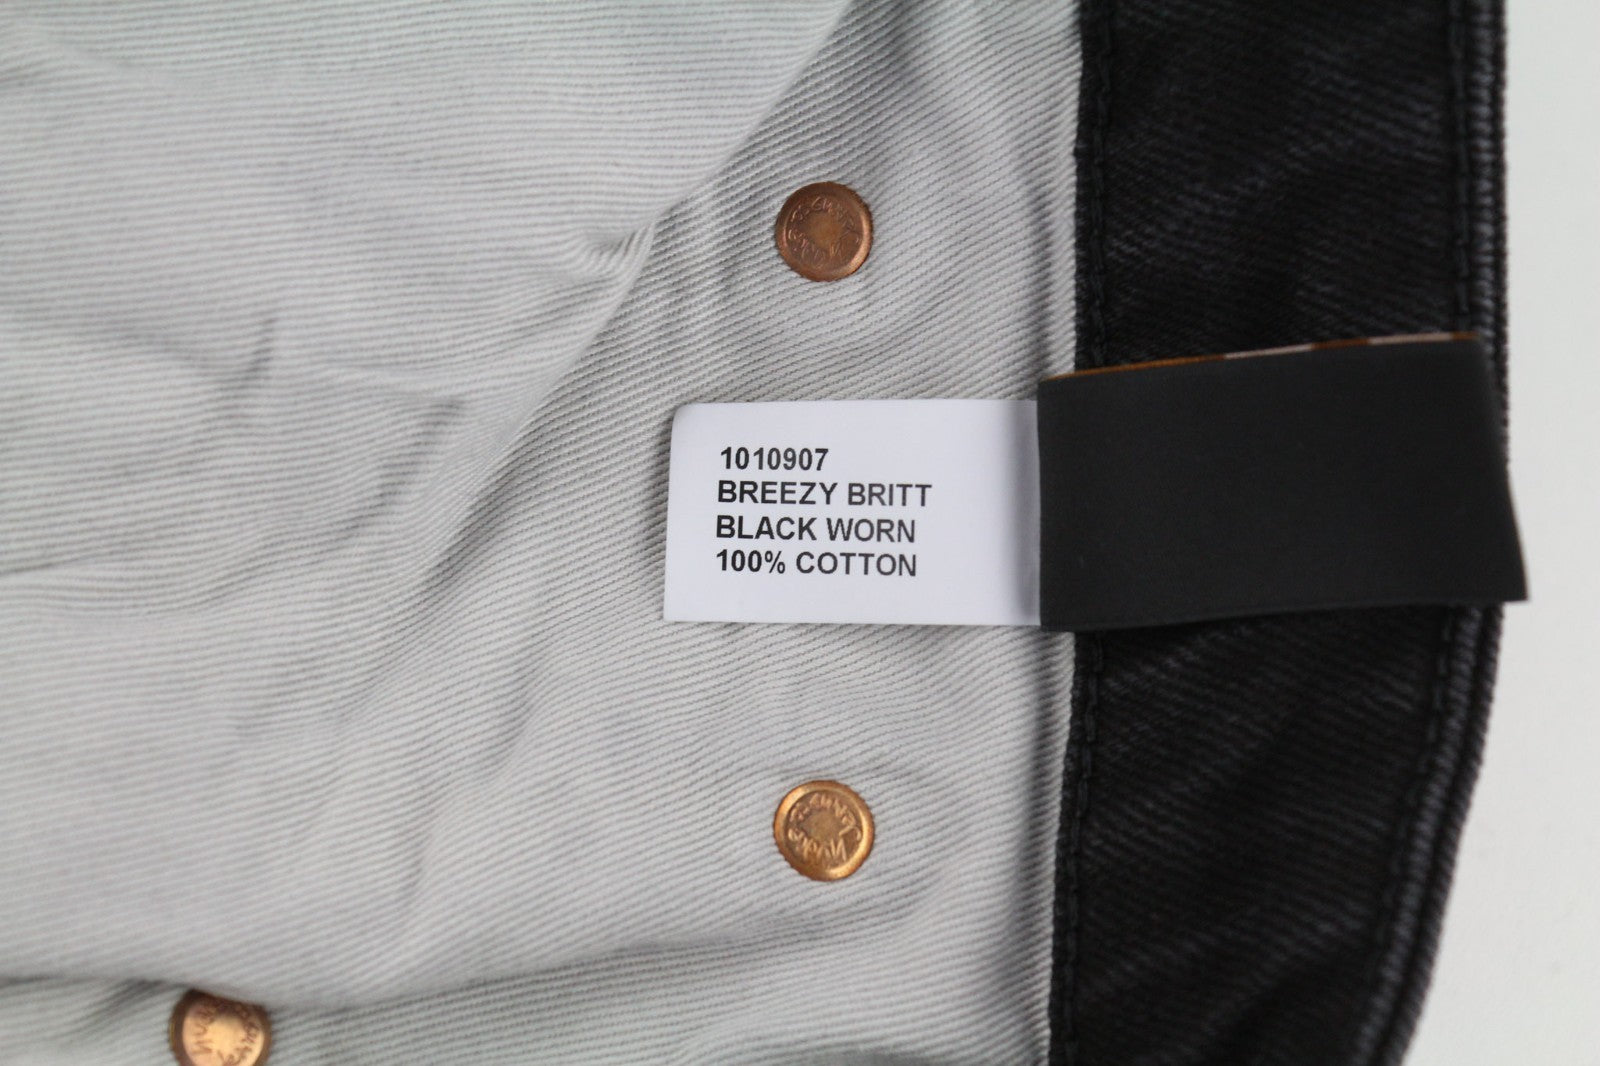 1010907
BREEZY BRITT
BLACK WORN
100% COTTON